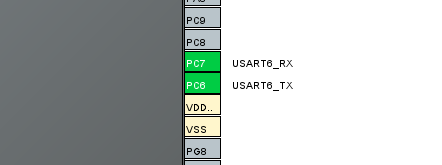 PC9
PC8
PC7 USART6_RX
PC6 USART6_TX
VDD..
VSS
PG8